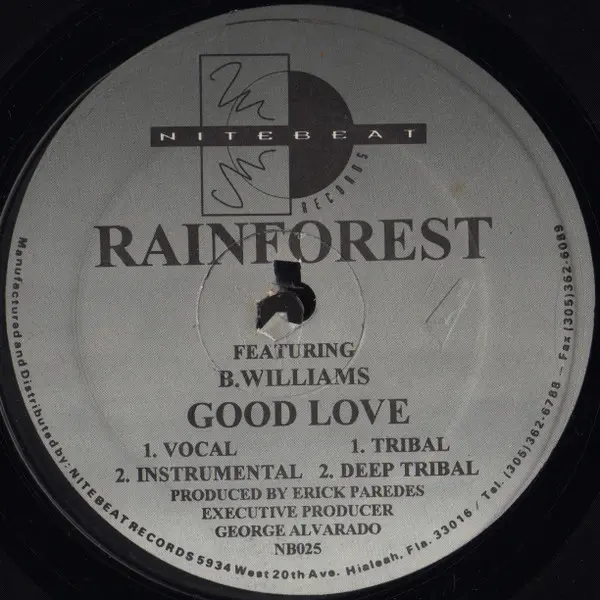 NITEBEAT
RECORDS
RAINFOREST
FEATURING
B.WILLIAMS
GOOD LOVE
1. VOCAL 1. TRIBAL
2. INSTRUMENTAL 2. DEEP TRIBAL
PRODUCED BY ERICK PAREDES
EXECUTIVE PRODUCER
GEORGE ALVARADO
NB025
Manufactured and Distributed by: NITEBEAT RECORDS 5934 West 20th Ave. Hialeah, Fla. 33016 / Tel. (305)362-6788 - Fax (305)362-6089